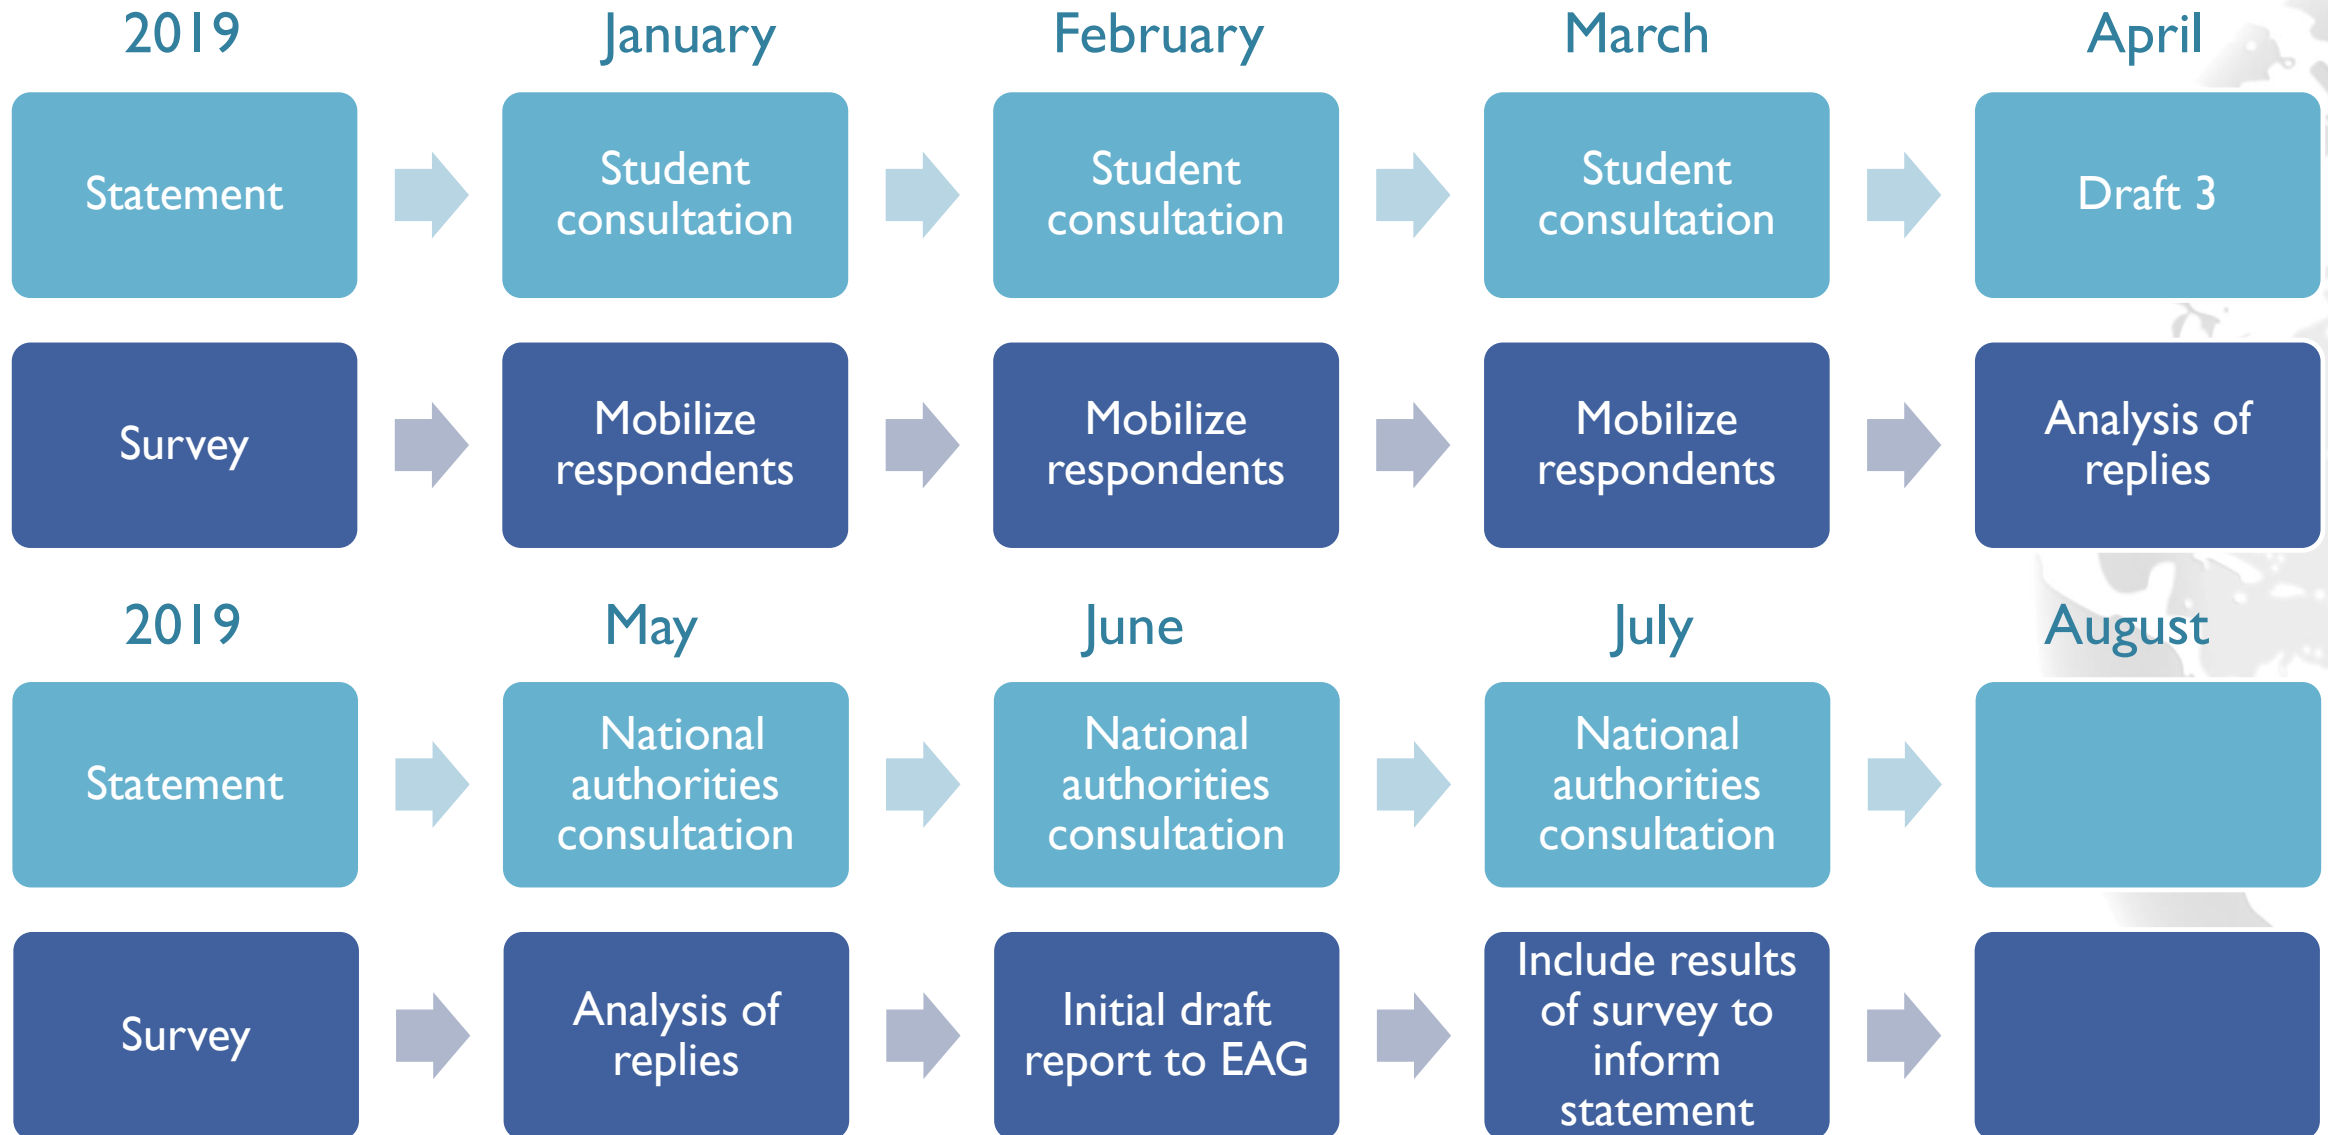 2019
January
February
March
April
Statement
Student
consultation
Student
consultation
Student
consultation
Draft 3
Survey
Mobilize
respondents
Mobilize
respondents
Mobilize
respondents
Analysis of
replies
2019
May
June
July
August
Statement
National
authorities
consultation
National
authorities
consultation
National
authorities
consultation
Survey
Analysis of
replies
Initial draft
report to EAG
Include results
of survey to
inform
statement